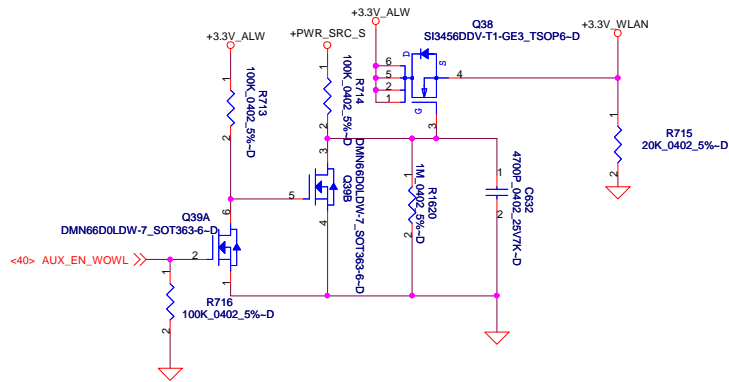 +3.3V_ALW
Q38
SI3456DDV-T1-GE3_TSOP6~D
+3.3V_WLAN
+3.3V_ALW
+PWR_SRC_S
D
S
G
6
5
2
1
4
3
1
2
R713
100K_0402_5%~D
1
2
R714
100K_0402_5%~D
1
2
R715
20K_0402_5%~D
3
5
4
Q39B
DMN66D0LDW-7_SOT363-6~D
1
2
R1620
1M_0402_5%~D
1
2
C632
4700P_0402_25V7K~D
Q39A
DMN66D0LDW-7_SOT363-6~D
6
2
1
<40> AUX_EN_WOWL
1
2
R716
100K_0402_5%~D